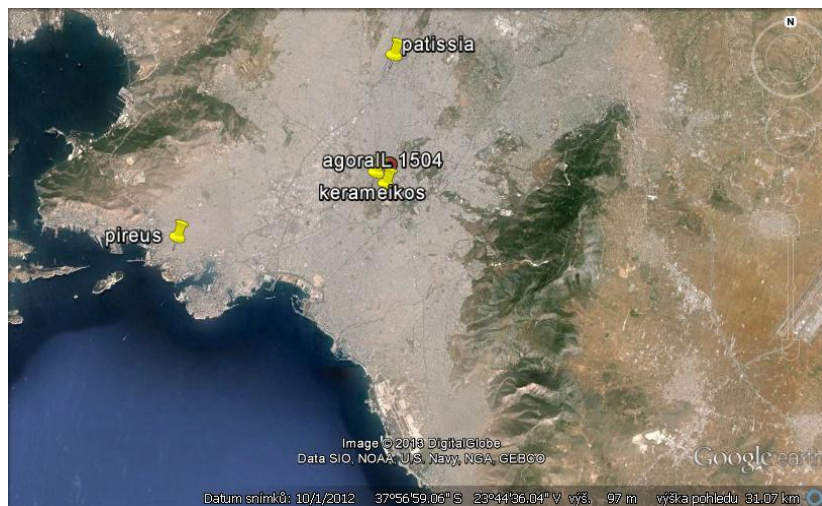 N
patissia
agoraIL 1504
kerameikos
pireus
Image © 2013 DigitalGlobe
Data SIO, NOAA, U.S. Navy, NGA, GEBCO
Google earth
Datum snímků: 10/1/2012 37°56'59.06" S 23°44'36.04" V výš. 97 m výška pohledu 31.07 km